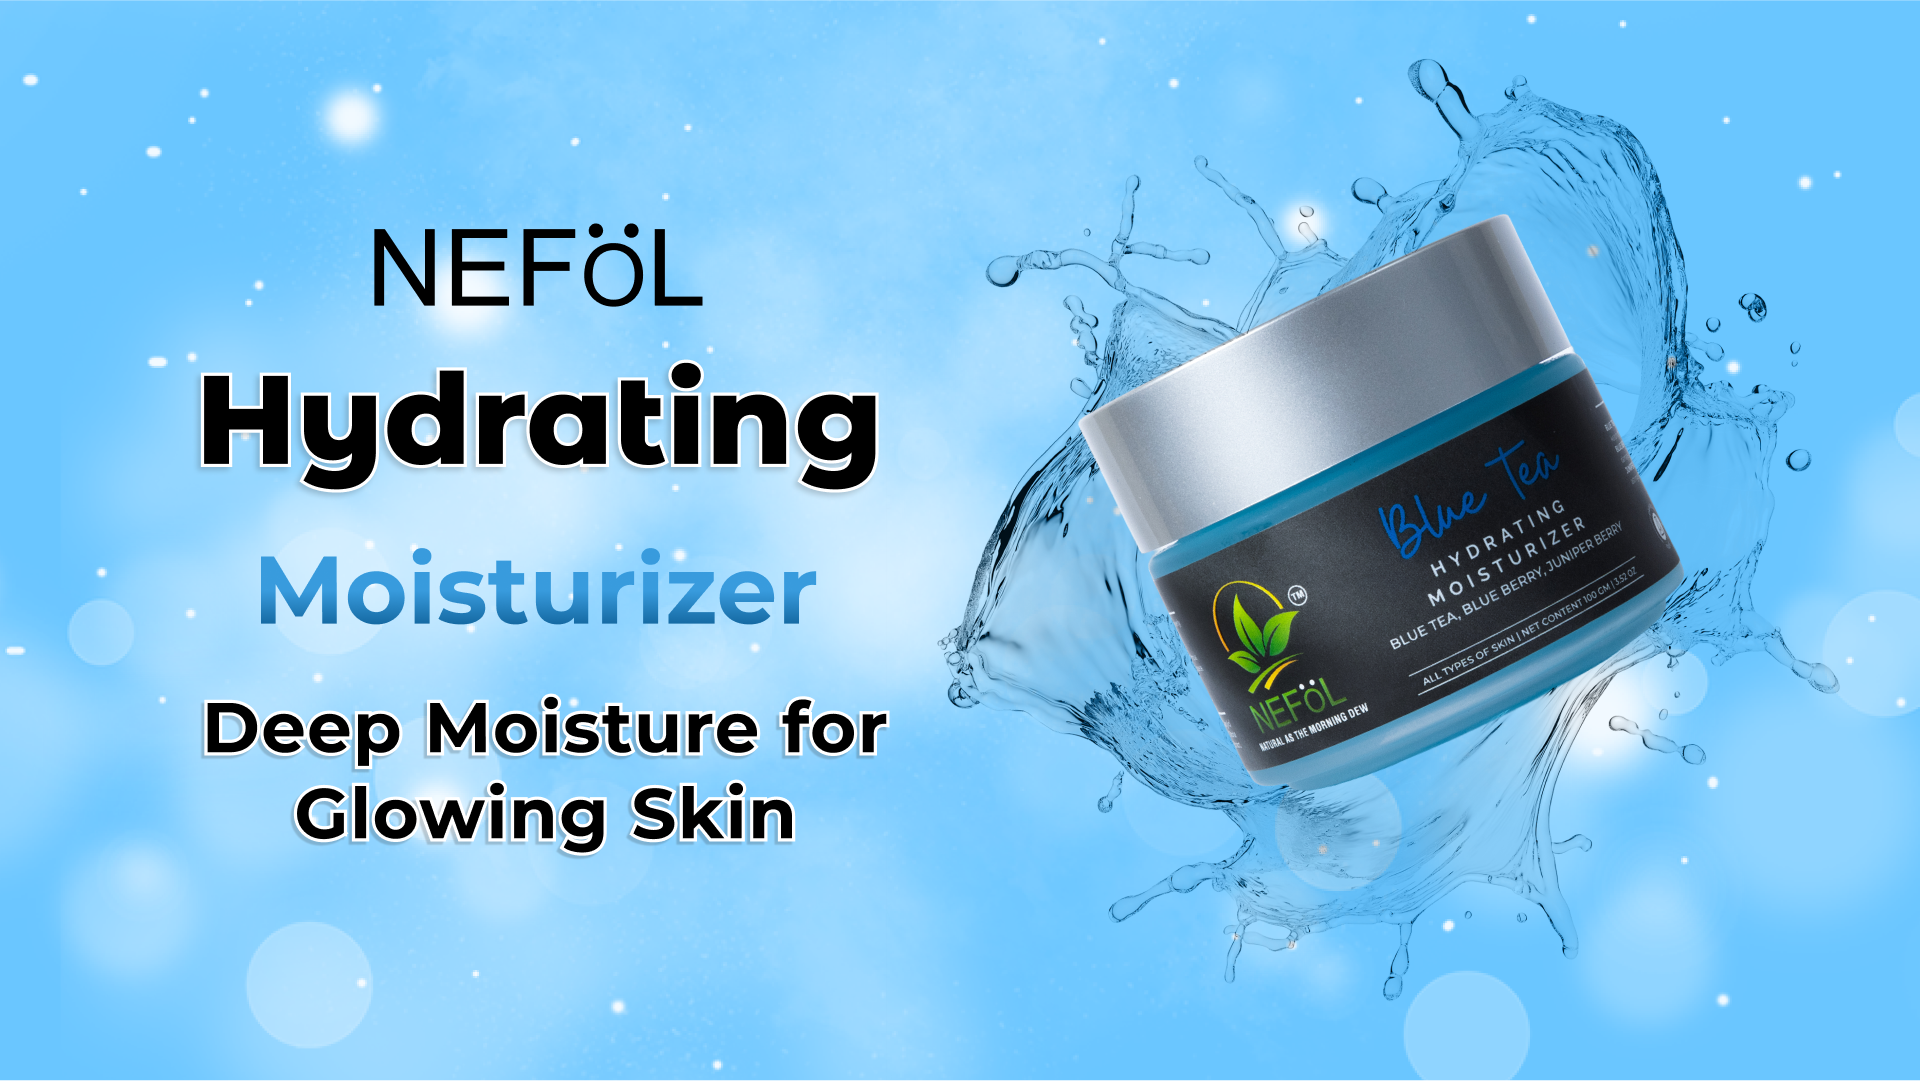 NEFöL
Hydrating
Moisturizer
Deep Moisture for
Glowing Skin
Blue Tea
HYDRATING
MOISTURIZER
BLUE TEA, BLUE BERRY, JUNIPER BERRY
ALL TYPES OF SKIN | NET CONTENT 100 GM | 3.52 OZ
TM
NEFöL
NATURAL AS THE MORNING DEW